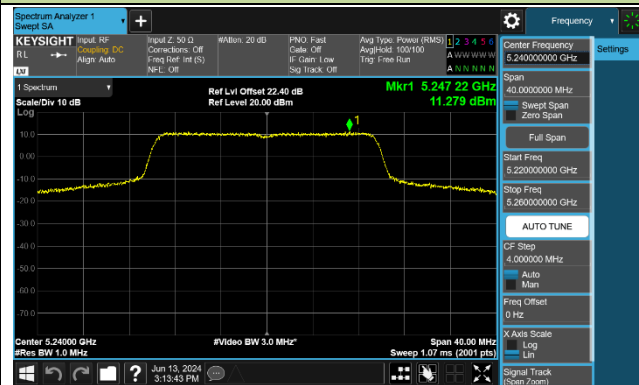 Spectrum Analyzer 1
Swept SA
+
Frequency
KEYSIGHT
RL
LXI
Input: RF
Coupling: DC
Align: Auto
Input Z: 50 Ω
Corrections: Off
Freq Ref: Int (S)
NFE: Off
#Atten: 20 dB
PNO: Fast
Gate: Off
IF Gain: Low
Sig Track: Off
Avg Type: Power (RMS)
Avg|Hold: 100/100
Trig: Free Run
1 2 3 4 5 6
A W W W W W
A N N N N N
Center Frequency
5.240000000 GHz
Settings
1 Spectrum
Scale/Div 10 dB
Log
Ref Lvl Offset 22.40 dB
Ref Level 20.00 dBm
Mkr1 5.247 22 GHz
11.279 dBm
1
10.0
0.00
-10.0
-20.0
-30.0
-40.0
-50.0
-60.0
-70.0
Center 5.24000 GHz
#Res BW 1.0 MHz
#Video BW 3.0 MHz*
Span 40.00 MHz
Sweep 1.07 ms (2001 pts)
Span
40.0000000 MHz
Swept Span
Zero Span
Full Span
Start Freq
5.220000000 GHz
Stop Freq
5.260000000 GHz
AUTO TUNE
CF Step
4.000000 MHz
Auto
Man
Freq Offset
0 Hz
X Axis Scale
Log
Lin
Signal Track
(Span Zoom)
?
Jun 13, 2024
3:13:43 PM